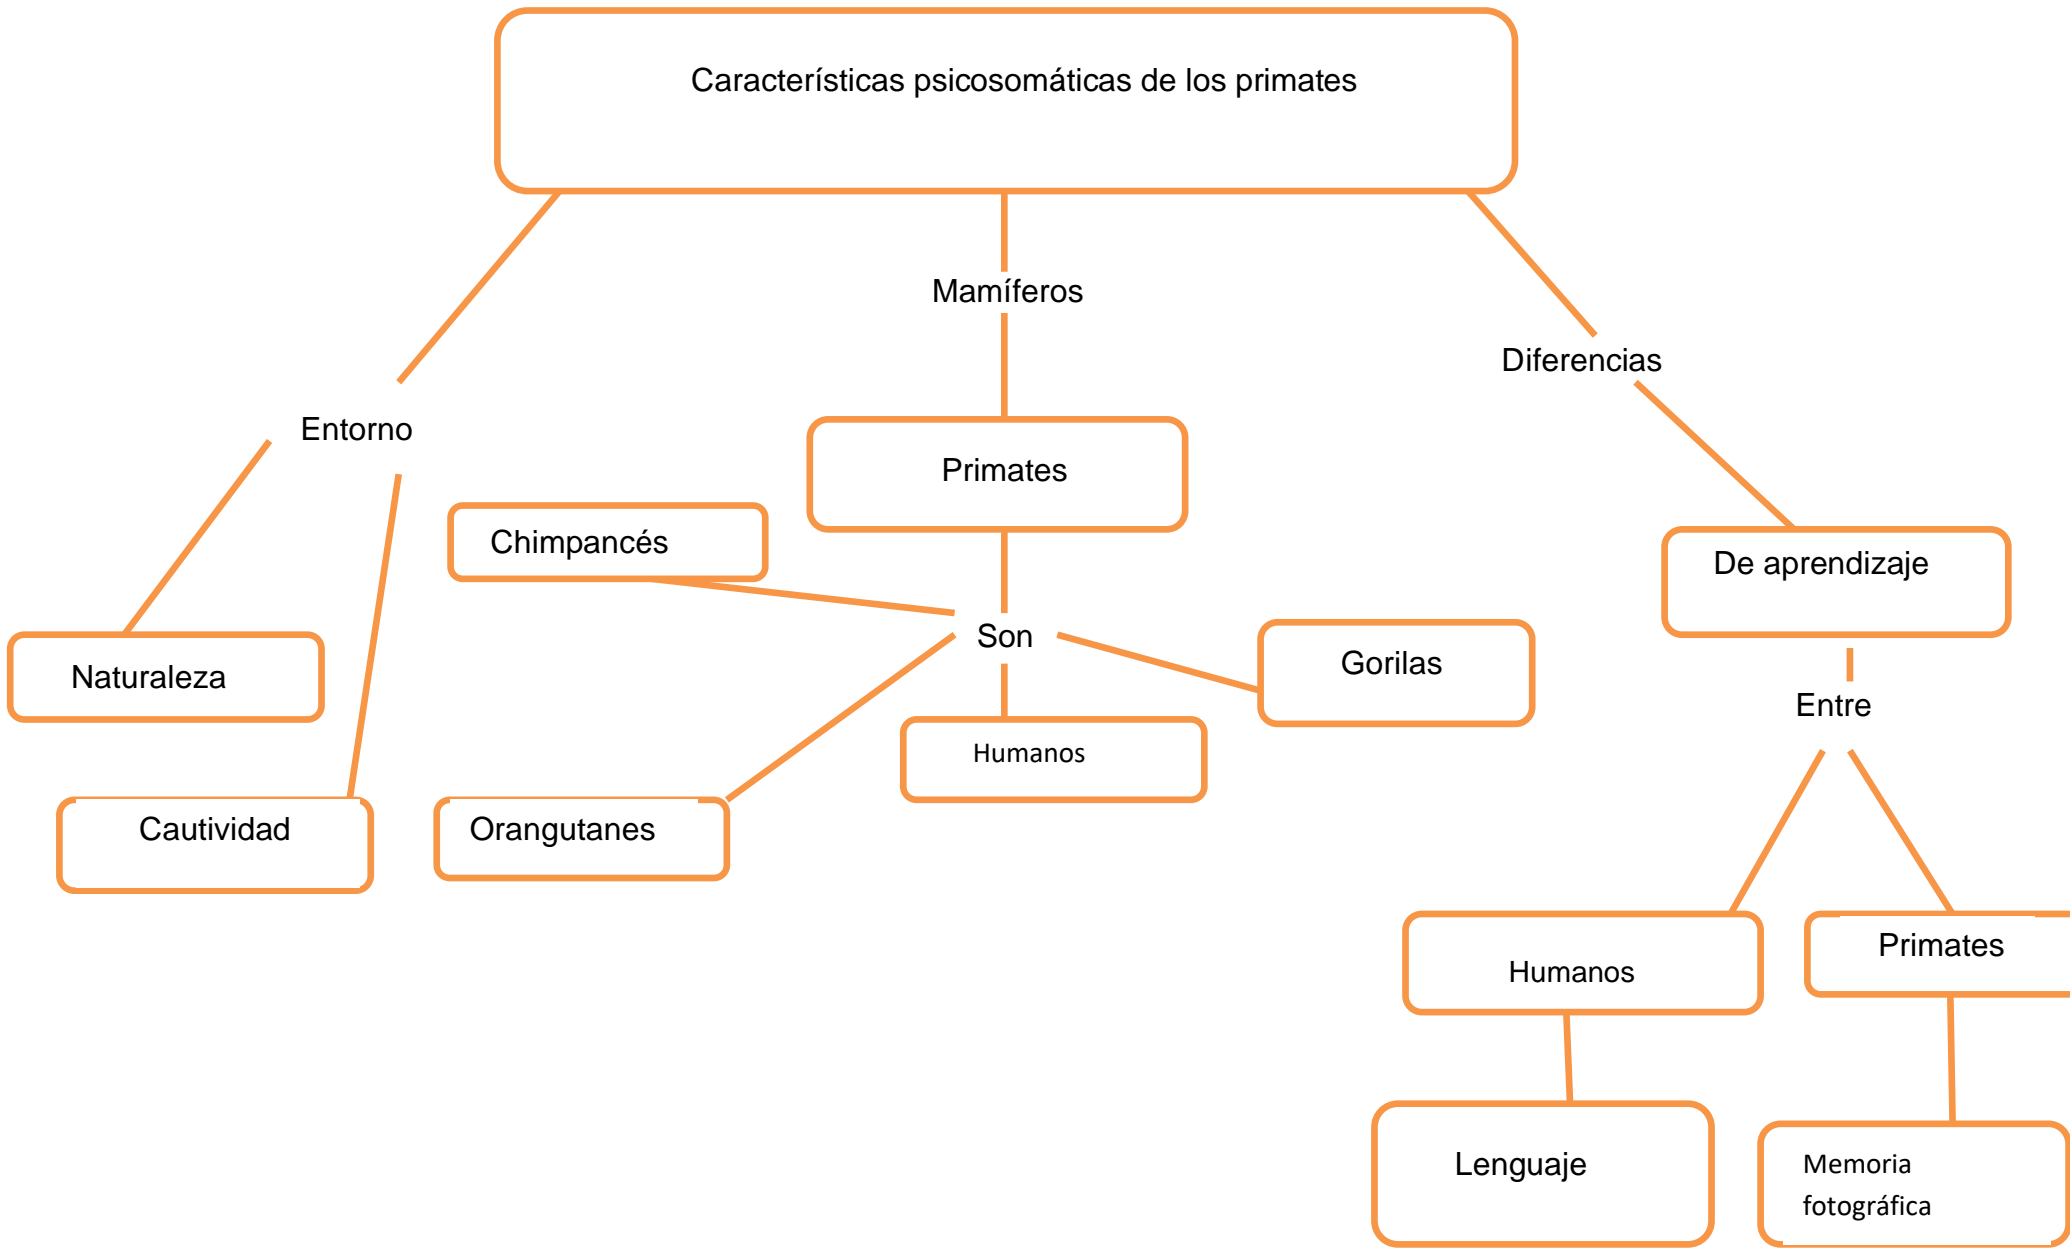 Características psicosomáticas de los primates
Mamíferos
Diferencias
Entorno
Primates
Chimpancés
De aprendizaje
Son
Gorilas
Naturaleza
Entre
Humanos
Cautividad
Orangutanes
Primates
Humanos
Lenguaje
Memoria
fotográfica